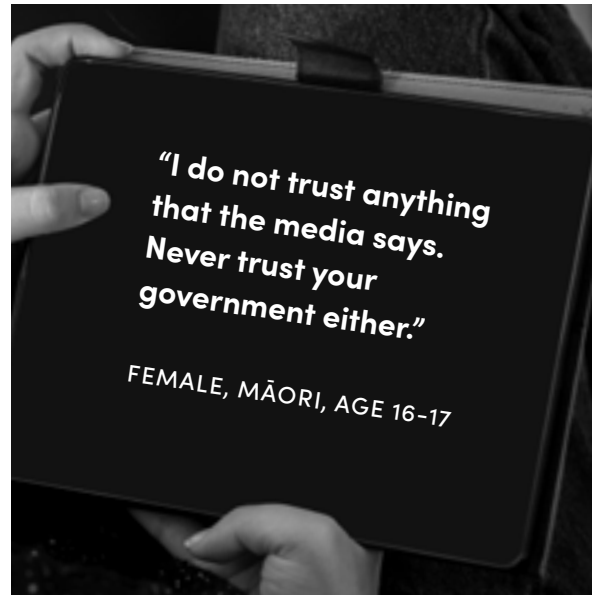 “I do not trust anything
that the media says.
Never trust your
government either.”
FEMALE, MĀORI, AGE 16-17